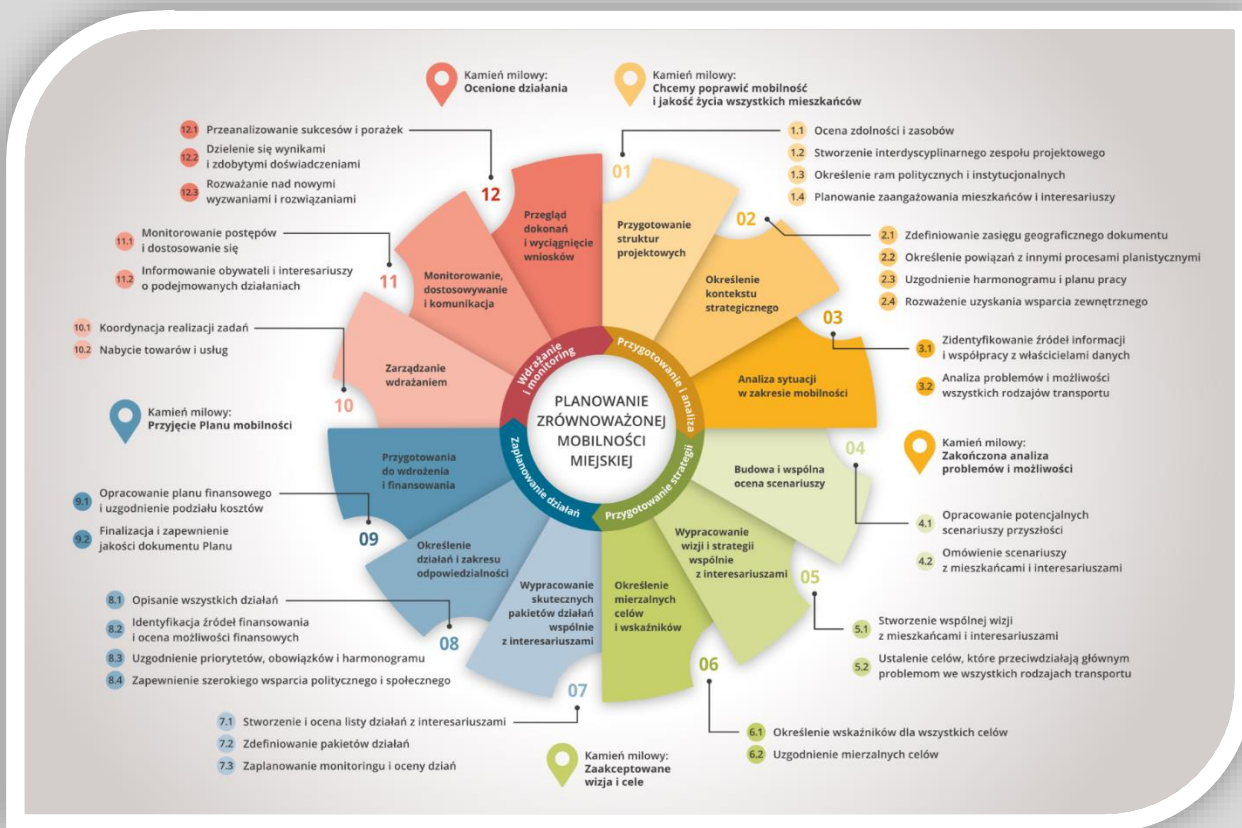 Kamień milowy:
Ocenione działania
Kamień milowy:
Chcemy poprawić mobilność
i jakość życia wszystkich mieszkańców
12.1 Przeanalizowanie sukcesów i porażek
12.2 Dzielenie się wynikami
i zdobytymi doświadczeniami
12.3 Rozważanie nad nowymi
wyzwaniami i rozwiązaniami
1.1 Ocena zdolności i zasobów
1.2 Stworzenie interdyscyplinarnego zespołu projektowego
1.3 Określenie ram politycznych i instytucjonalnych
1.4 Planowanie zaangażowania mieszkańców i interesariuszy
11.1 Monitorowanie postępów
i dostosowanie się
11.2 Informowanie obywateli i interesariuszy
o podejmowanych działaniach
2.1 Zdefiniowanie zasięgu geograficznego dokumentu
2.2 Określenie powiązań z innymi procesami planistycznymi
2.3 Uzgodnienie harmonogramu i planu pracy
2.4 Rozważenie uzyskania wsparcia zewnętrznego
10.1 Koordynacja realizacji zadań
10.2 Nabycie towarów i usług
3.1 Zidentyfikowanie źródeł informacji
i współpracy z właścicielami danych
3.2 Analiza problemów i możliwości
wszystkich rodzajów transportu
Kamień milowy:
Przyjęcie Planu mobilności
Kamień milowy:
Zakończona analiza
problemów i możliwości
9.1 Opracowanie planu finansowego
i uzgodnienie podziału kosztów
9.2 Finalizacja i zapewnienie
jakości dokumentu Planu
4.1 Opracowanie potencjalnych
scenariuszy przyszłości
4.2 Omówienie scenariuszy
z mieszkańcami i interesariuszami
8.1 Opisanie wszystkich działań
8.2 Identyfikacja źródeł finansowania
i ocena możliwości finansowych
8.3 Uzgodnienie priorytetów, obowiązków i harmonogramu
8.4 Zapewnienie szerokiego wsparcia politycznego i społecznego
5.1 Stworzenie wspólnej wizji
z mieszkańcami i interesariuszami
5.2 Ustalenie celów, które przeciwdziałają głównym
problemom we wszystkich rodzajach transportu
7.1 Stworzenie i ocena listy działań z interesariuszami
7.2 Zdefiniowanie pakietów działań
7.3 Zaplanowanie monitoringu i oceny dziań
Kamień milowy:
Zaakceptowane
wizja i cele
6.1 Określenie wskaźników dla wszystkich celów
6.2 Uzgodnienie mierzalnych celów
01
Przygotowanie
struktur
projektowych
02
Określenie
kontekstu
strategicznego
03
Analiza sytuacji
w zakresie mobilności
04
Budowa i wspólna
ocena scenariuszy
05
Wypracowanie
wizji i strategii
wspólnie
z interesariuszami
06
Określenie
mierzalnych
celów
i wskaźników
07
Wypracowanie
skutecznych
pakietów działań
wspólnie
z interesariuszami
08
Określenie
działań i zakresu
odpowiedzialności
09
Przygotowania
do wdrożenia
i finansowania
10
Zarządzanie
wdrażaniem
11
Monitorowanie,
dostosowywanie
i komunikacja
12
Przegląd
dokonań
i wyciągnięcie
wniosków
Przygotowanie i analiza
Przygotowanie strategii
Zaplanowanie działań
Wdrażanie
i monitoring
PLANOWANIE
ZRÓWNOWAŻONEJ
MOBILNOŚCI
MIEJSKIEJ